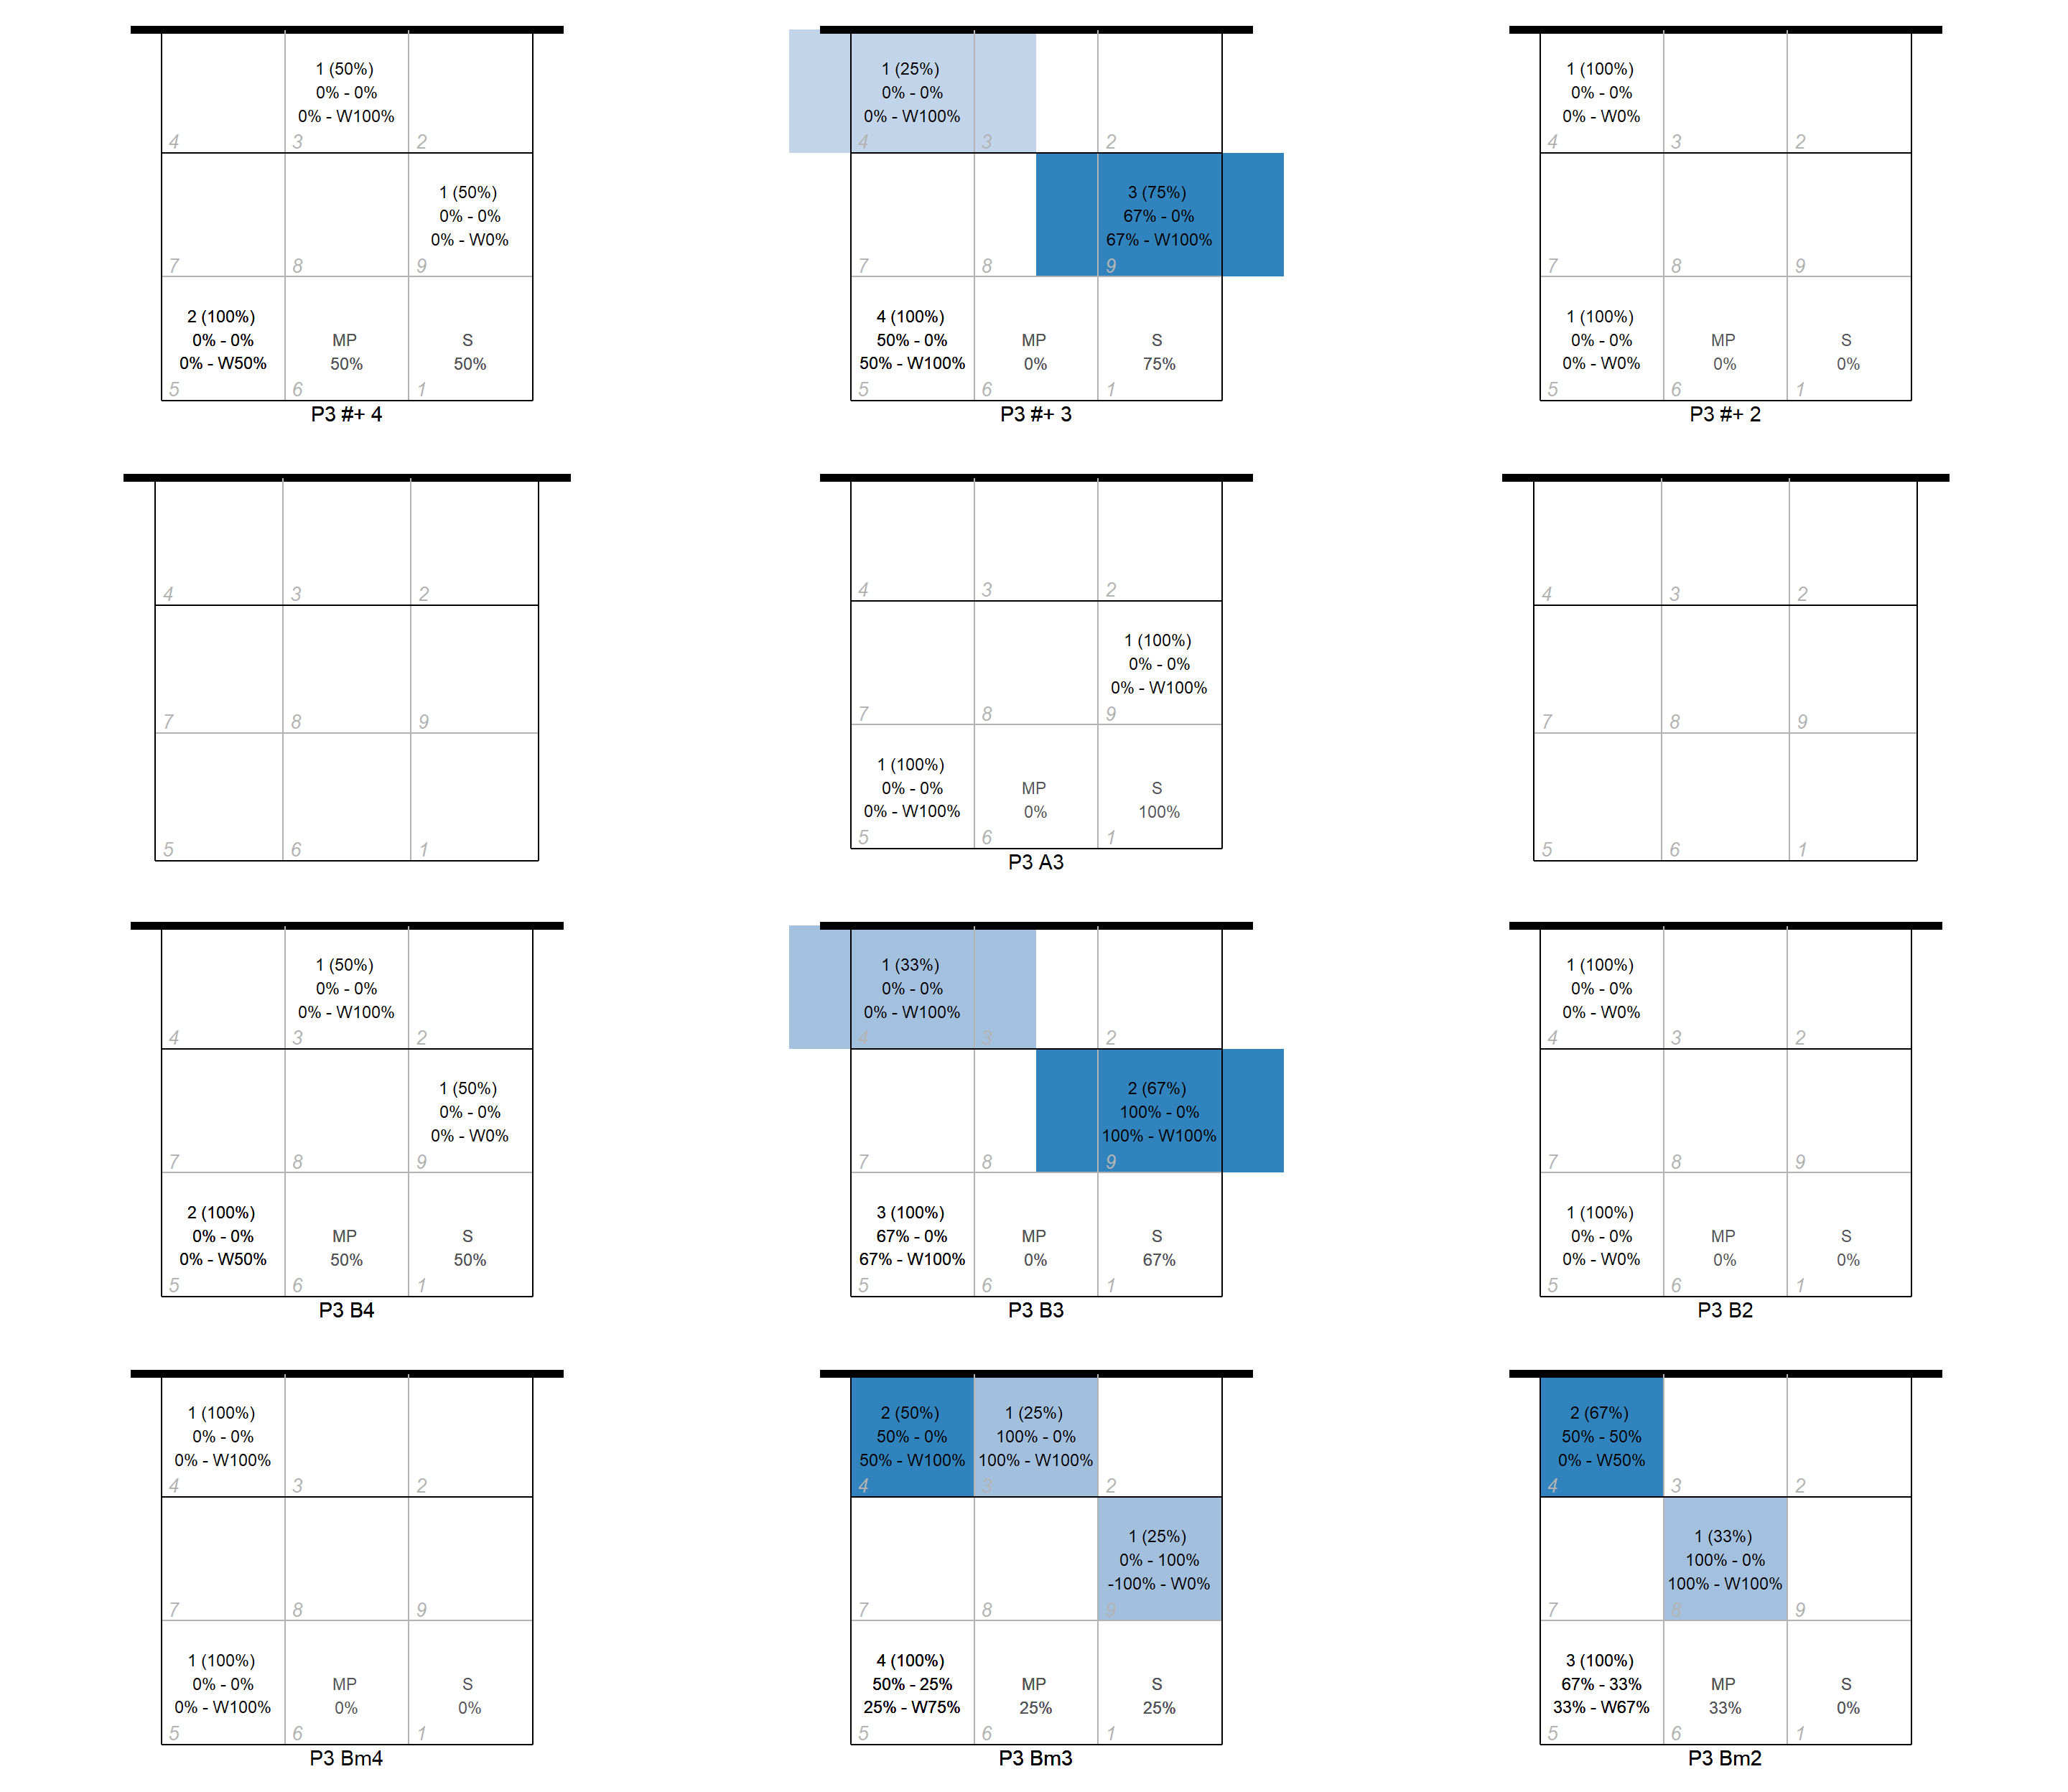 1 (50%)
0% - 0%
0% - W100%
4 3 2
1 (50%)
0% - 0%
0% - W0%
7 8 9
2 (100%)
0% - 0%
0% - W50%
MP
50%
S
50%
5 6 1
P3 #+ 4
1 (25%)
0% - 0%
0% - W100%
4 3 2
3 (75%)
67% - 0%
67% - W100%
7 8 9
4 (100%)
50% - 0%
50% - W100%
MP
0%
S
75%
5 6 1
P3 #+ 3
1 (100%)
0% - 0%
0% - W0%
4 3 2
7 8 9
1 (100%)
0% - 0%
0% - W0%
MP
0%
S
0%
5 6 1
P3 #+ 2
4 3 2
7 8 9
5 6 1
4 3 2
1 (100%)
0% - 0%
0% - W100%
7 8 9
1 (100%)
0% - 0%
0% - W100%
MP
0%
S
100%
5 6 1
P3 A3
4 3 2
7 8 9
5 6 1
1 (50%)
0% - 0%
0% - W100%
4 3 2
1 (50%)
0% - 0%
0% - W0%
7 8 9
2 (100%)
0% - 0%
0% - W50%
MP
50%
S
50%
5 6 1
P3 B4
1 (33%)
0% - 0%
0% - W100%
4 3 2
2 (67%)
100% - 0%
100% - W100%
7 8 9
3 (100%)
67% - 0%
67% - W100%
MP
0%
S
67%
5 6 1
P3 B3
1 (100%)
0% - 0%
0% - W0%
4 3 2
7 8 9
1 (100%)
0% - 0%
0% - W0%
MP
0%
S
0%
5 6 1
P3 B2
1 (100%)
0% - 0%
0% - W100%
4 3 2
7 8 9
1 (100%)
0% - 0%
0% - W100%
MP
0%
S
0%
5 6 1
P3 Bm4
2 (50%)
50% - 0%
50% - W100%
1 (25%)
100% - 0%
100% - W100%
4 3 2
1 (25%)
0% - 100%
-100% - W0%
7 8 9
4 (100%)
50% - 25%
25% - W75%
MP
25%
S
25%
5 6 1
P3 Bm3
2 (67%)
50% - 50%
0% - W50%
4 3 2
1 (33%)
100% - 0%
100% - W100%
7 8 9
3 (100%)
67% - 33%
33% - W67%
MP
33%
S
0%
5 6 1
P3 Bm2